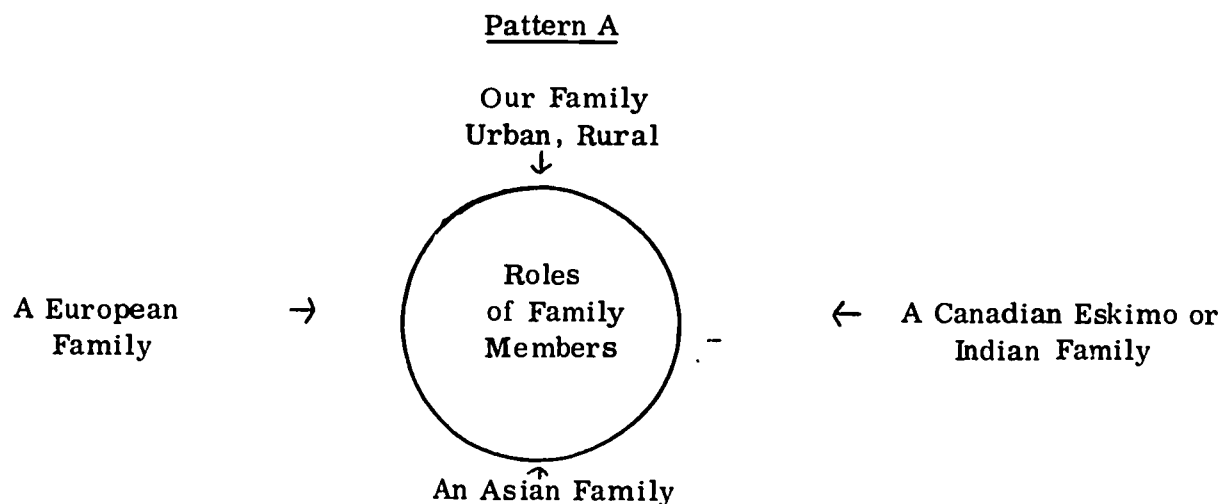 Pattern A
Our Family
Urban, Rural
Roles
of Family
Members
A European
Family
A Canadian Eskimo or
Indian Family
An Asian Family